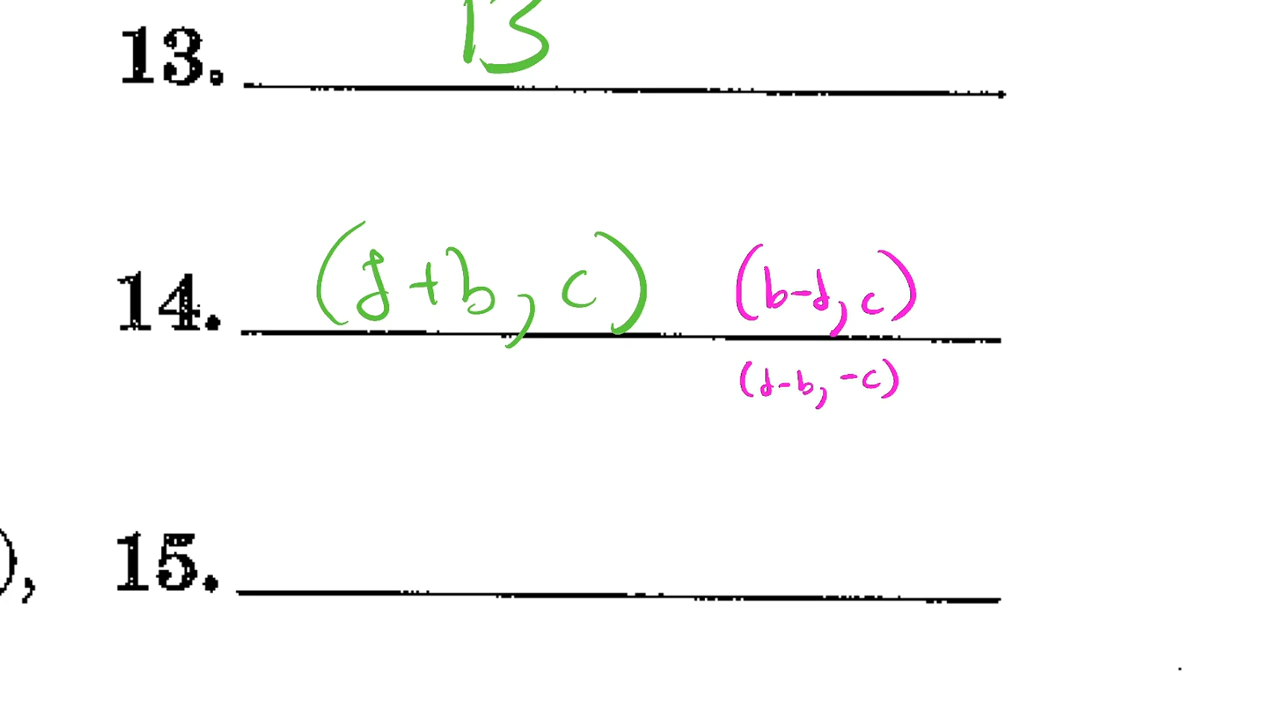 13. 13
14. (d+b, c) (b-d, c)
(d-b, -c)
), 15.